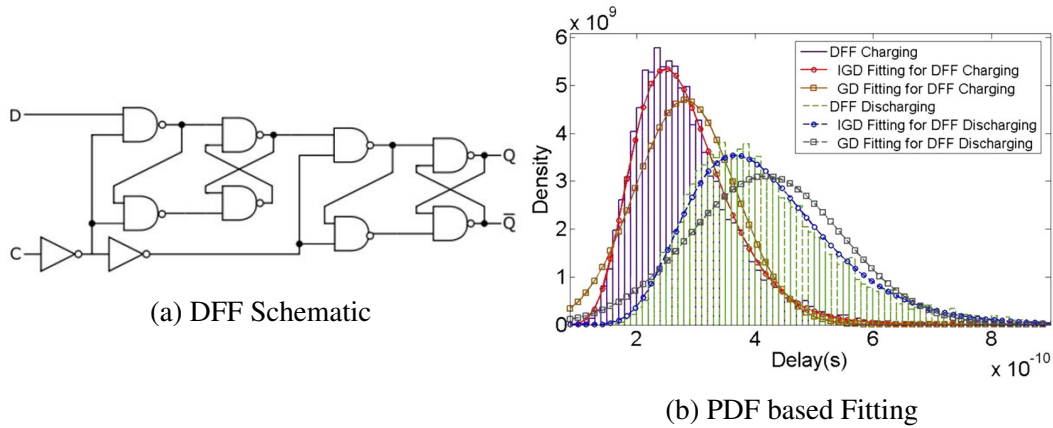 D
C
Q
Q̅
(a) DFF Schematic
x 10⁹
6
5
4
3
2
1
0
Density
DFF Charging
IGD Fitting for DFF Charging
GD Fitting for DFF Charging
DFF Discharging
IGD Fitting for DFF Discharging
GD Fitting for DFF Discharging
2 4 6 8
Delay(s)
x 10⁻¹⁰
(b) PDF based Fitting